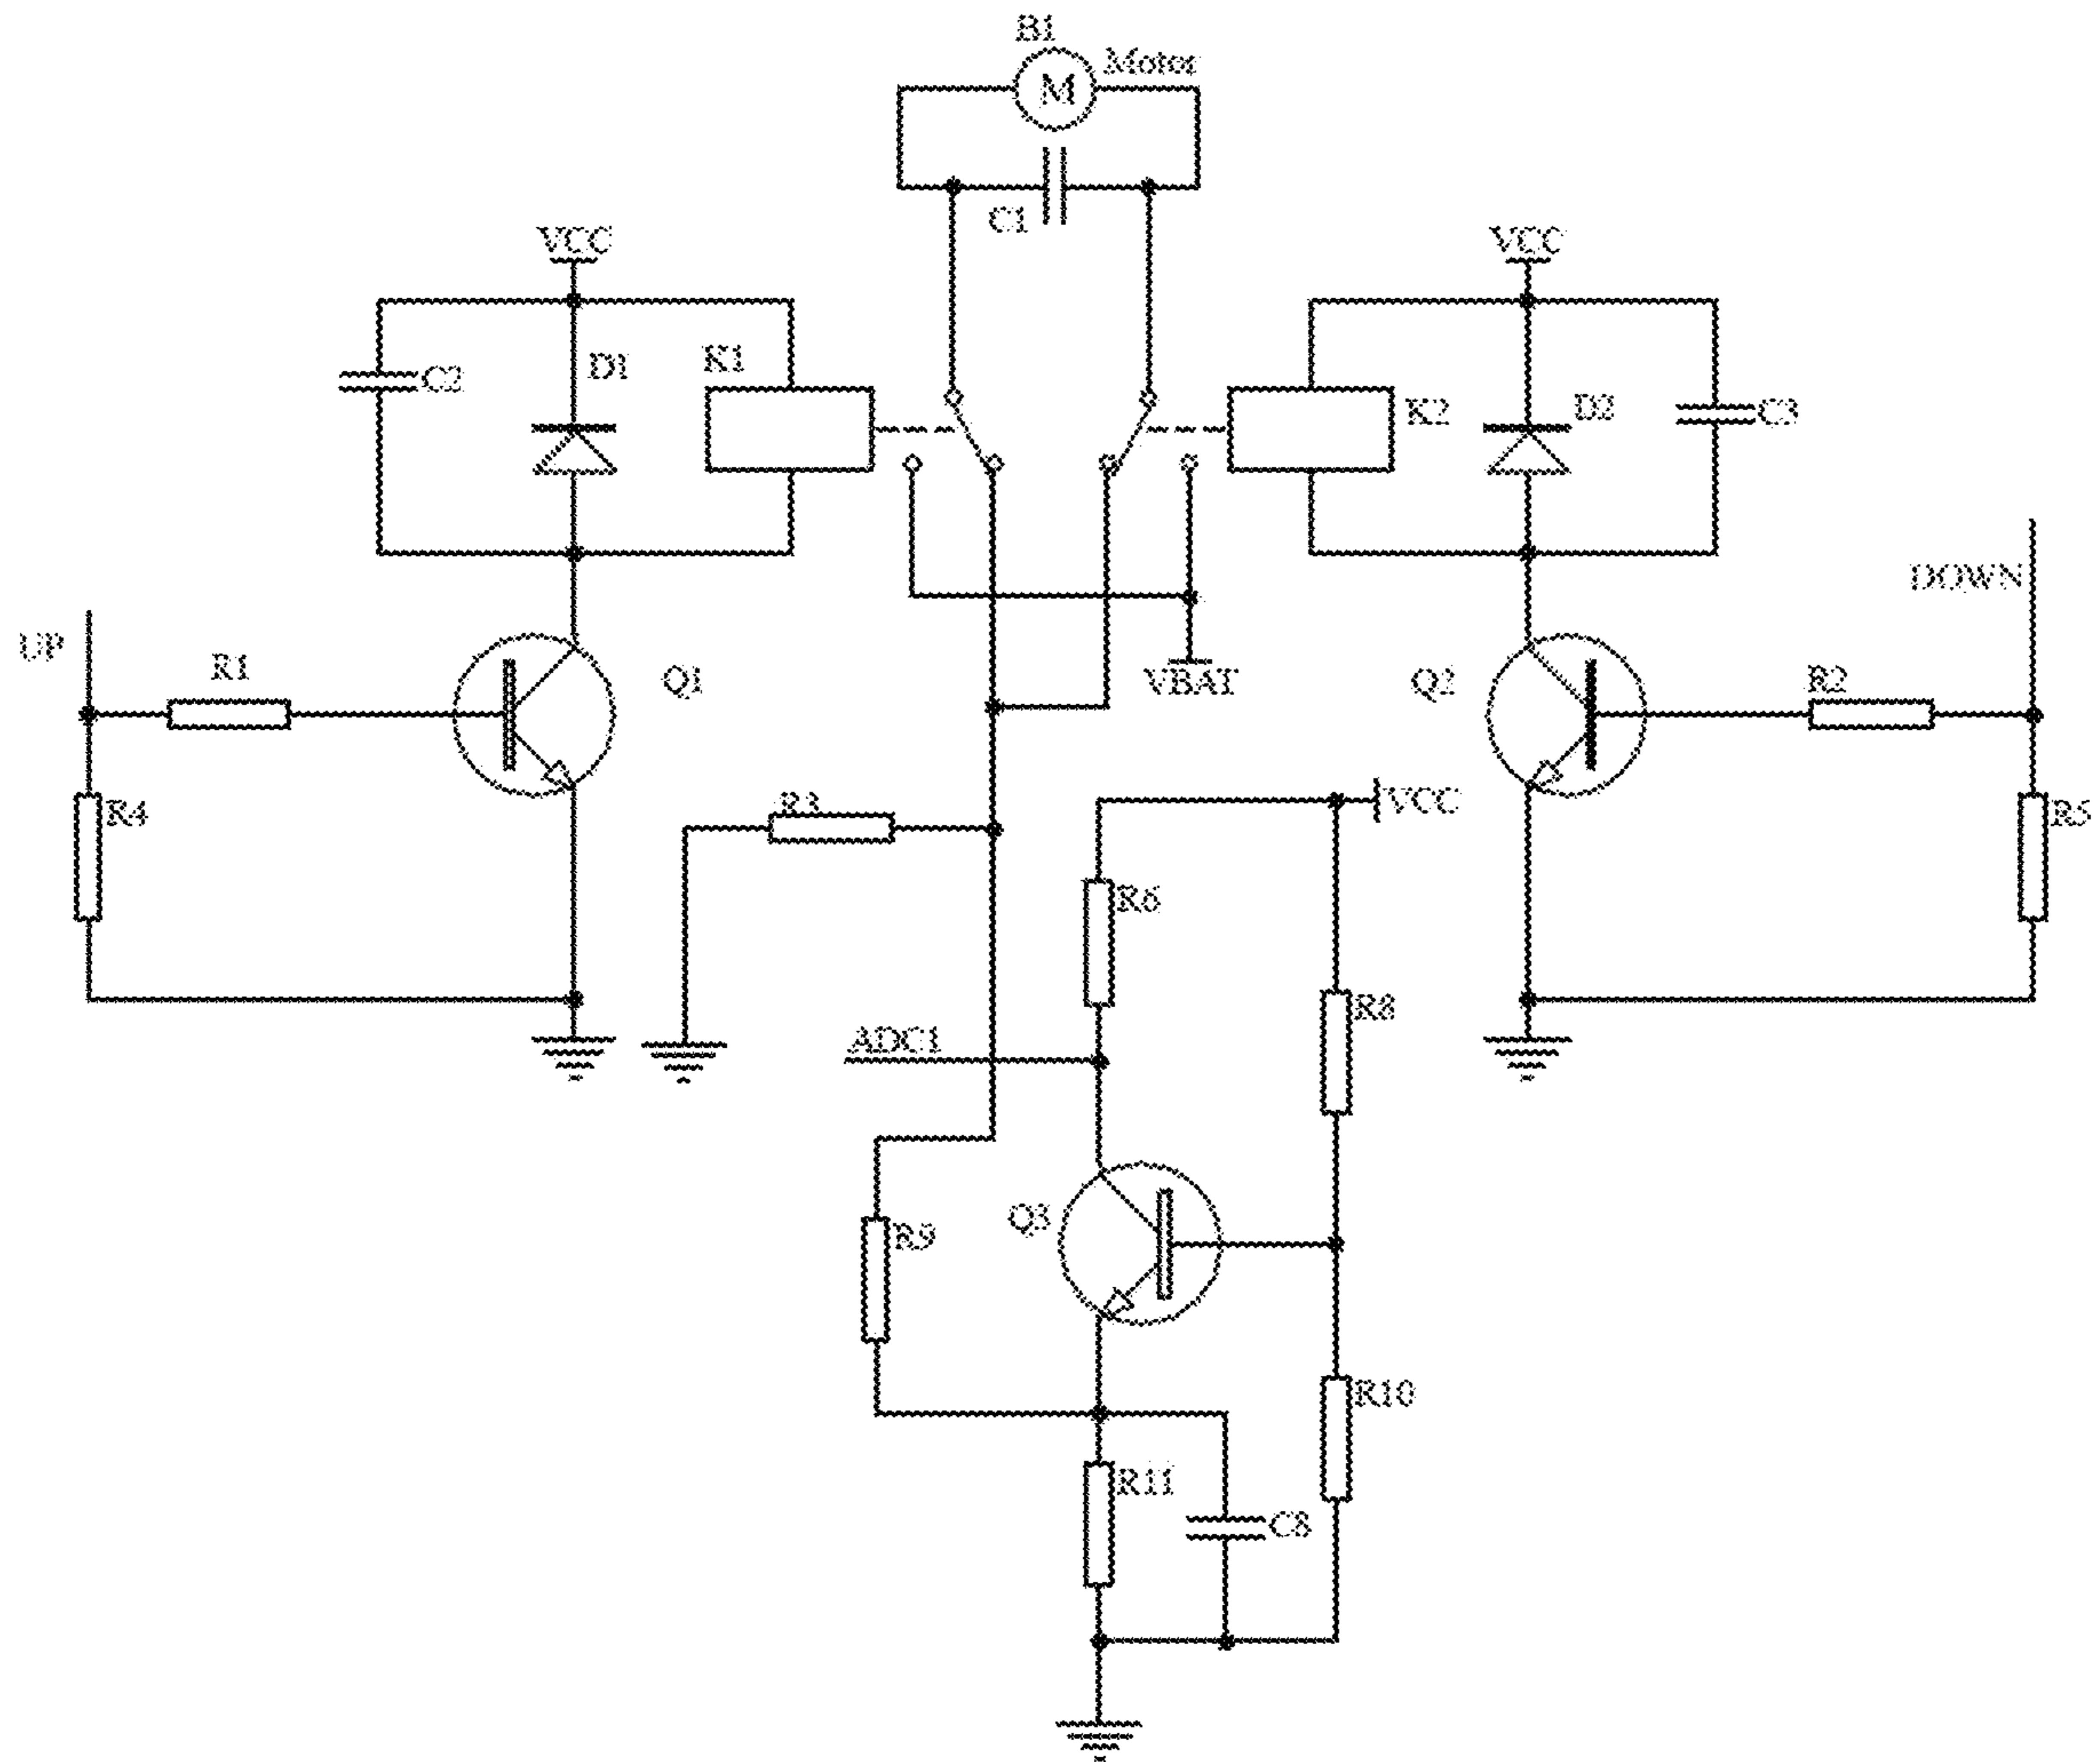 B1
Motor
M
C1
VCC
VCC
D1
K1
C2
K2
D2
C3
DOWN
UP
R1
Q1
VBAT
Q2
R2
R4
R3
VCC
R5
R6
R8
ADC1
Q3
R9
R10
R11
C8